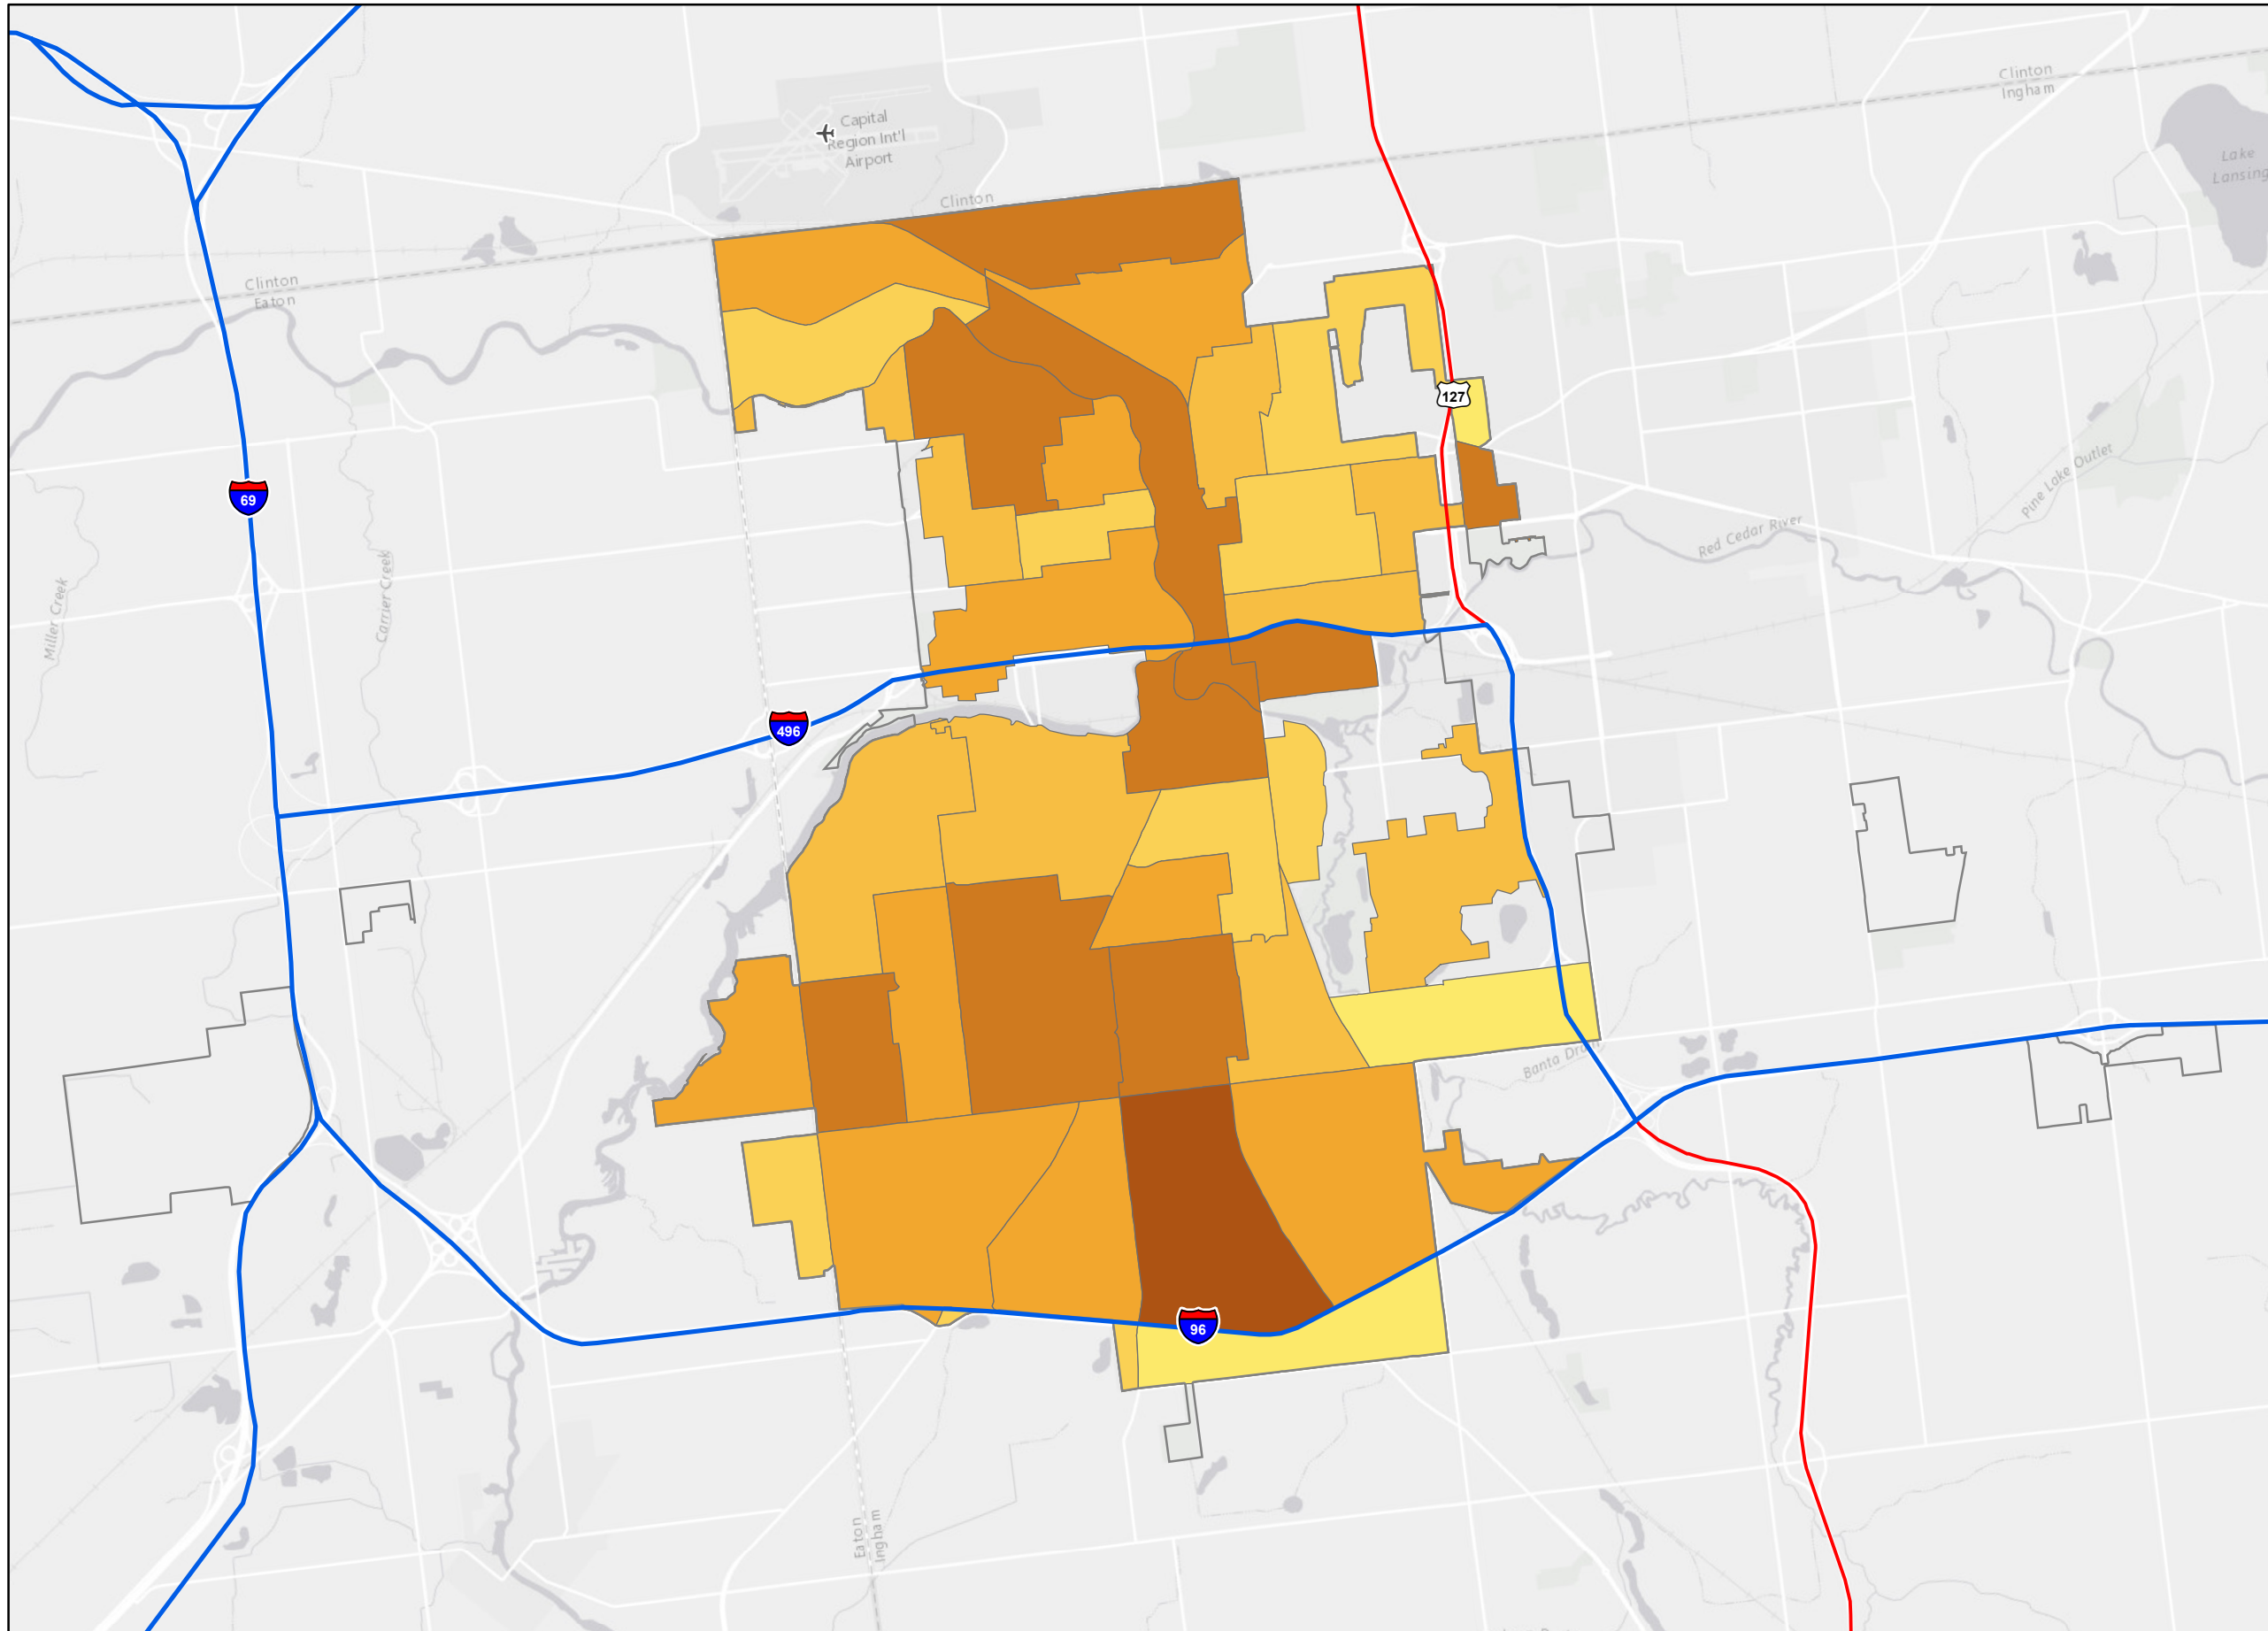 Clinton
Ingham
Capital
Region Int'l
Airport
Lake
Lansing
Clinton
Clinton
Eaton
127
Pine Lake Outlet
69
Red Cedar River
Carrier Creek
Miller Creek
496
Banta Drain
96
Eaton
Ingham